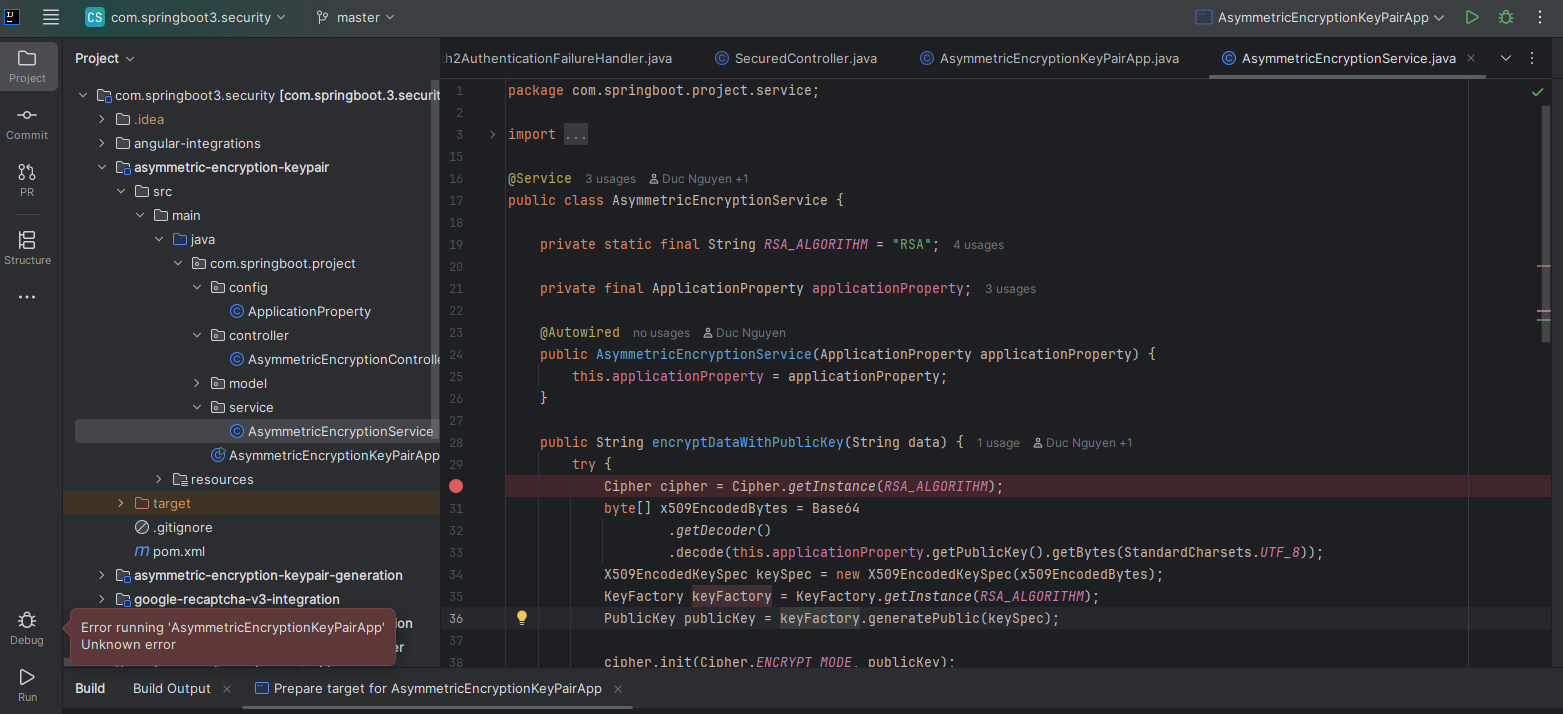 CS com.springboot3.security master AsymmetricEncryptionKeyPairApp
Project
h2AuthenticationFailureHandler.java SecuredController.java AsymmetricEncryptionKeyPairApp.java AsymmetricEncryptionService.java
Project
Commit
PR
Structure
Debug
Run
com.springboot3.security [com.springboot.3.securit
.idea
angular-integrations
asymmetric-encryption-keypair
src
main
java
com.springboot.project
config
ApplicationProperty
controller
AsymmetricEncryptionControlle
model
service
AsymmetricEncryptionService
AsymmetricEncryptionKeyPairApp
resources
target
.gitignore
pom.xml
asymmetric-encryption-keypair-generation
google-recaptcha-v3-integration
Error running 'AsymmetricEncryptionKeyPairApp'
Unknown error
1 package com.springboot.project.service;
2
3 import ...
15
16 @Service 3 usages Duc Nguyen +1
17 public class AsymmetricEncryptionService {
18
19 private static final String RSA_ALGORITHM = "RSA"; 4 usages
20
21 private final ApplicationProperty applicationProperty; 3 usages
22
23 @Autowired no usages Duc Nguyen
24 public AsymmetricEncryptionService(ApplicationProperty applicationProperty) {
25 this.applicationProperty = applicationProperty;
26 }
27
28 public String encryptDataWithPublicKey(String data) { 1 usage Duc Nguyen +1
29 try {
Cipher cipher = Cipher.getInstance(RSA_ALGORITHM);
31 byte[] x509EncodedBytes = Base64
32 .getDecoder()
33 .decode(this.applicationProperty.getPublicKey().getBytes(StandardCharsets.UTF_8));
34 X509EncodedKeySpec keySpec = new X509EncodedKeySpec(x509EncodedBytes);
35 KeyFactory keyFactory = KeyFactory.getInstance(RSA_ALGORITHM);
36 PublicKey publicKey = keyFactory.generatePublic(keySpec);
37
38 cipher.init(Cipher.ENCRYPT_MODE, publicKey);
Build Build Output Prepare target for AsymmetricEncryptionKeyPairApp